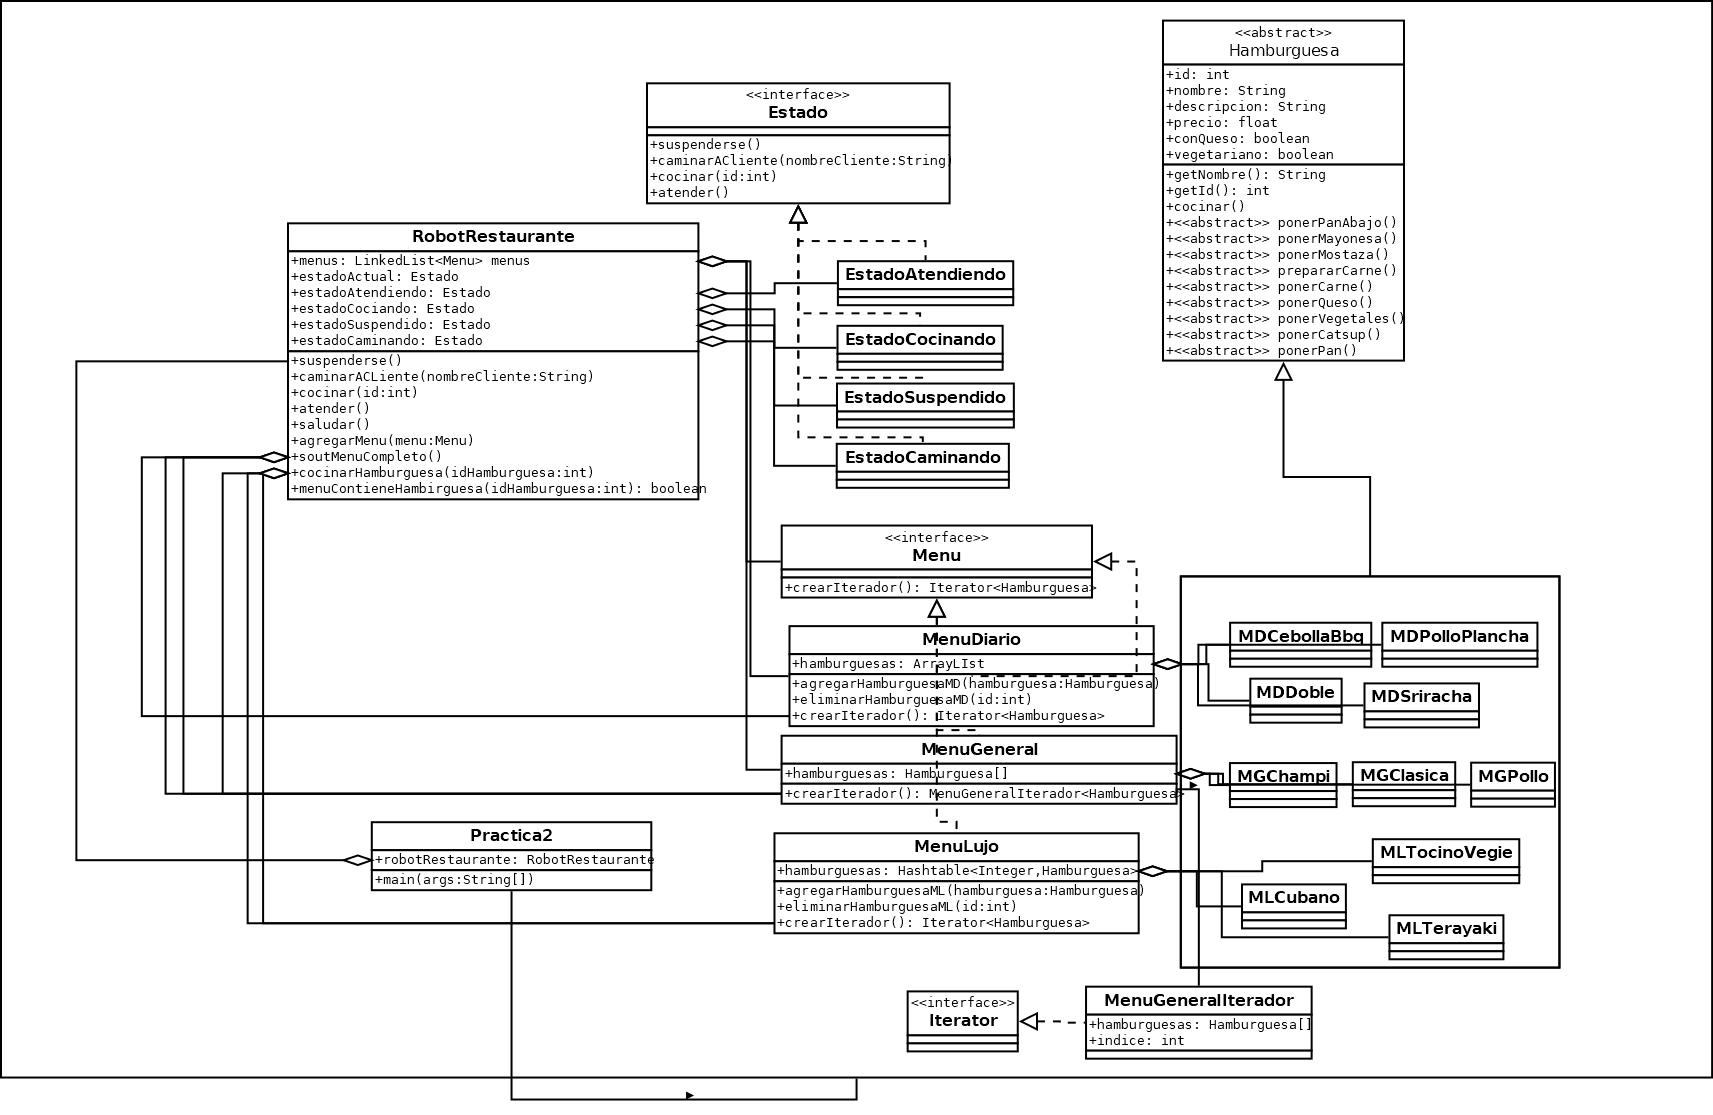 <<abstract>>
Hamburguesa
+id: int
+nombre: String
+descripcion: String
+precio: float
+conQueso: boolean
+vegetariano: boolean
+getNombre(): String
+getId(): int
+cocinar()
+<<abstract>> ponerPanAbajo()
+<<abstract>> ponerMayonesa()
+<<abstract>> ponerMostaza()
+<<abstract>> prepararCarne()
+<<abstract>> ponerCarne()
+<<abstract>> ponerQueso()
+<<abstract>> ponerVegetales()
+<<abstract>> ponerCatsup()
+<<abstract>> ponerPan()
<<interface>>
Estado
+suspenderse()
+caminarACliente(nombreCliente:String)
+cocinar(id:int)
+atender()
RobotRestaurante
+menus: LinkedList<Menu> menus
+estadoActual: Estado
+estadoAtendiendo: Estado
+estadoCociando: Estado
+estadoSuspendido: Estado
+estadoCaminando: Estado
+suspenderse()
+caminarACLiente(nombreCliente:String)
+cocinar(id:int)
+atender()
+saludar()
+agregarMenu(menu:Menu)
+soutMenuCompleto()
+cocinarHamburguesa(idHamburguesa:int)
+menuContieneHambirguesa(idHamburguesa:int): boolean
EstadoAtendiendo
EstadoCocinando
EstadoSuspendido
EstadoCaminando
<<interface>>
Menu
+crearIterador(): Iterator<Hamburguesa>
MenuDiario
+hamburguesas: ArrayLIst
+agregarHamburguesaMD(hamburguesa:Hamburguesa)
+eliminarHamburguesaMD(id:int)
+crearIterador(): Iterator<Hamburguesa>
MenuGeneral
+hamburguesas: Hamburguesa[]
+crearIterador(): MenuGeneralIterator<Hamburguesa>
MenuLujo
+hamburguesas: Hashtable<Integer,Hamburguesa>
+agregarHamburguesaML(hamburguesa:Hamburguesa)
+eliminarHamburguesaML(id:int)
+crearIterador(): Iterator<Hamburguesa>
MDCebollaBbq
MDPolloPlancha
MDDoble
MDSriracha
MGChampi
MGClasica
MGPollo
MLTocinoVegie
MLCubano
MLTerayaki
Practica2
+robotRestaurante: RobotRestaurante
+main(args:String[])
<<interface>>
Iterator
MenuGeneralIterador
+hamburguesas: Hamburguesa[]
+indice: int